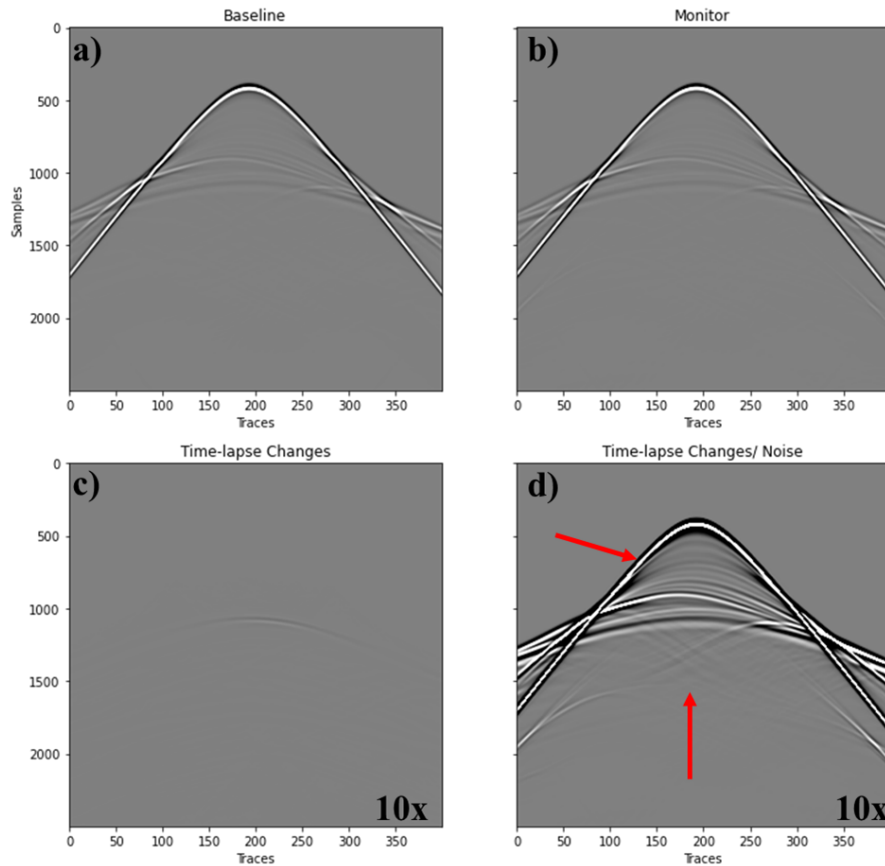 Baseline
a)
0
500
1000
1500
2000
Samples
0 50 100 150 200 250 300 350
Traces
Monitor
b)
0 50 100 150 200 250 300 350
Traces
Time-lapse Changes
c)
0
500
1000
1500
2000
10x
0 50 100 150 200 250 300 350
Traces
Time-lapse Changes/ Noise
d)
10x
0 50 100 150 200 250 300 350
Traces